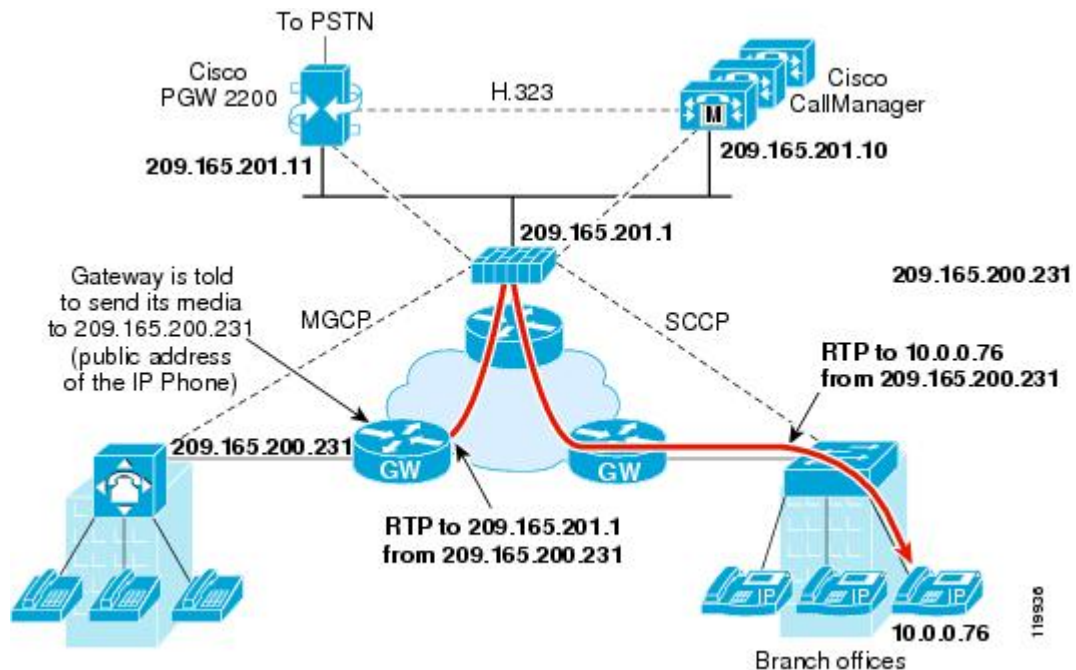 To PSTN
Cisco
PGW 2200
H.323
Cisco
CallManager
M
209.165.201.11
209.165.201.10
209.165.201.1
Gateway is told
to send its media
to 209.165.200.231
(public address
of the IP Phone)
MGCP
SCCP
209.165.200.231
RTP to 10.0.0.76
from 209.165.200.231
209.165.200.231
GW
GW
RTP to 209.165.201.1
from 209.165.200.231
IP
IP
IP
10.0.0.76
119936
Branch offices